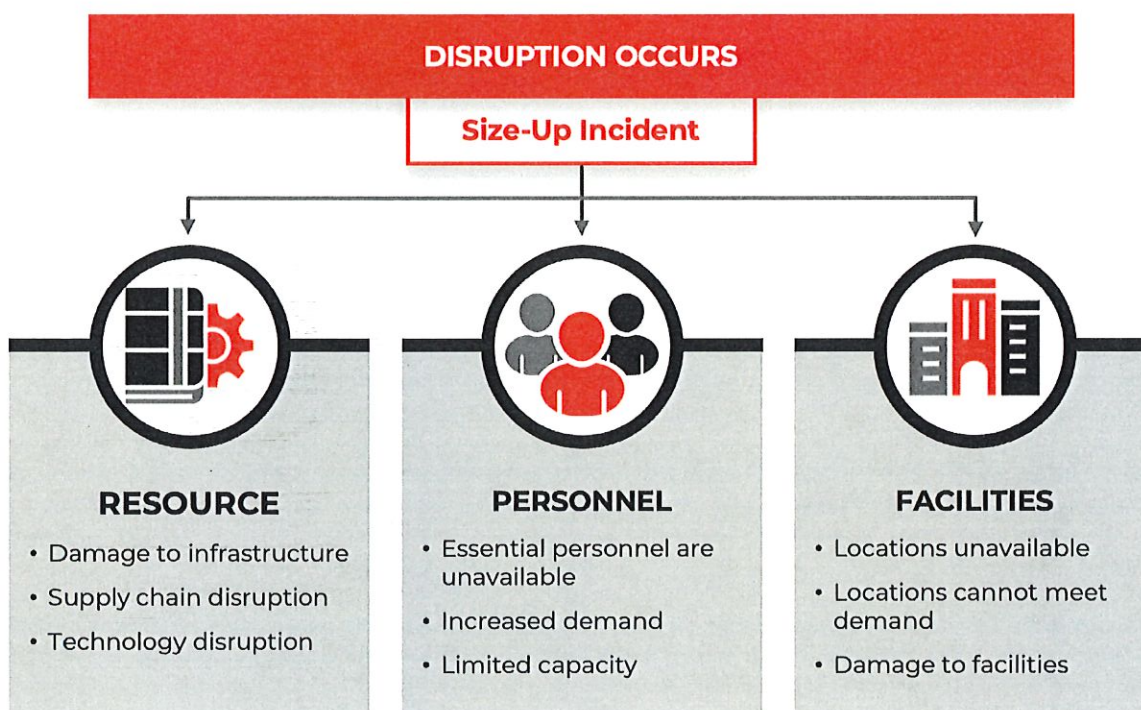 DISRUPTION OCCURS
Size-Up Incident
RESOURCE
• Damage to infrastructure
• Supply chain disruption
• Technology disruption
PERSONNEL
• Essential personnel are
unavailable
• Increased demand
• Limited capacity
FACILITIES
• Locations unavailable
• Locations cannot meet
demand
• Damage to facilities